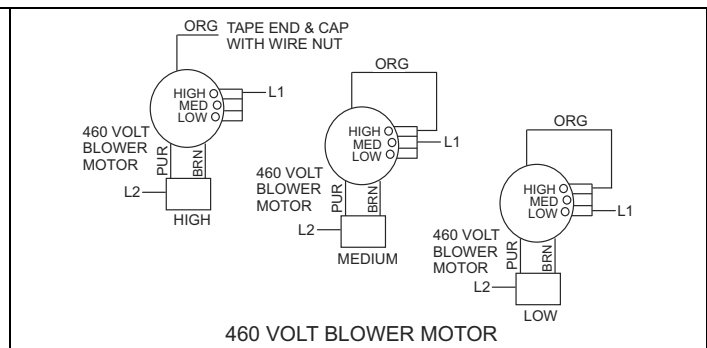 ORG TAPE END & CAP
WITH WIRE NUT
HIGH
MED
LOW
L1
460 VOLT
BLOWER
MOTOR
PUR
BRN
L2
HIGH
ORG
HIGH
MED
LOW
L1
460 VOLT
BLOWER
MOTOR
PUR
BRN
L2
MEDIUM
ORG
HIGH
MED
LOW
L1
460 VOLT
BLOWER
MOTOR
PUR
BRN
L2
LOW
460 VOLT BLOWER MOTOR